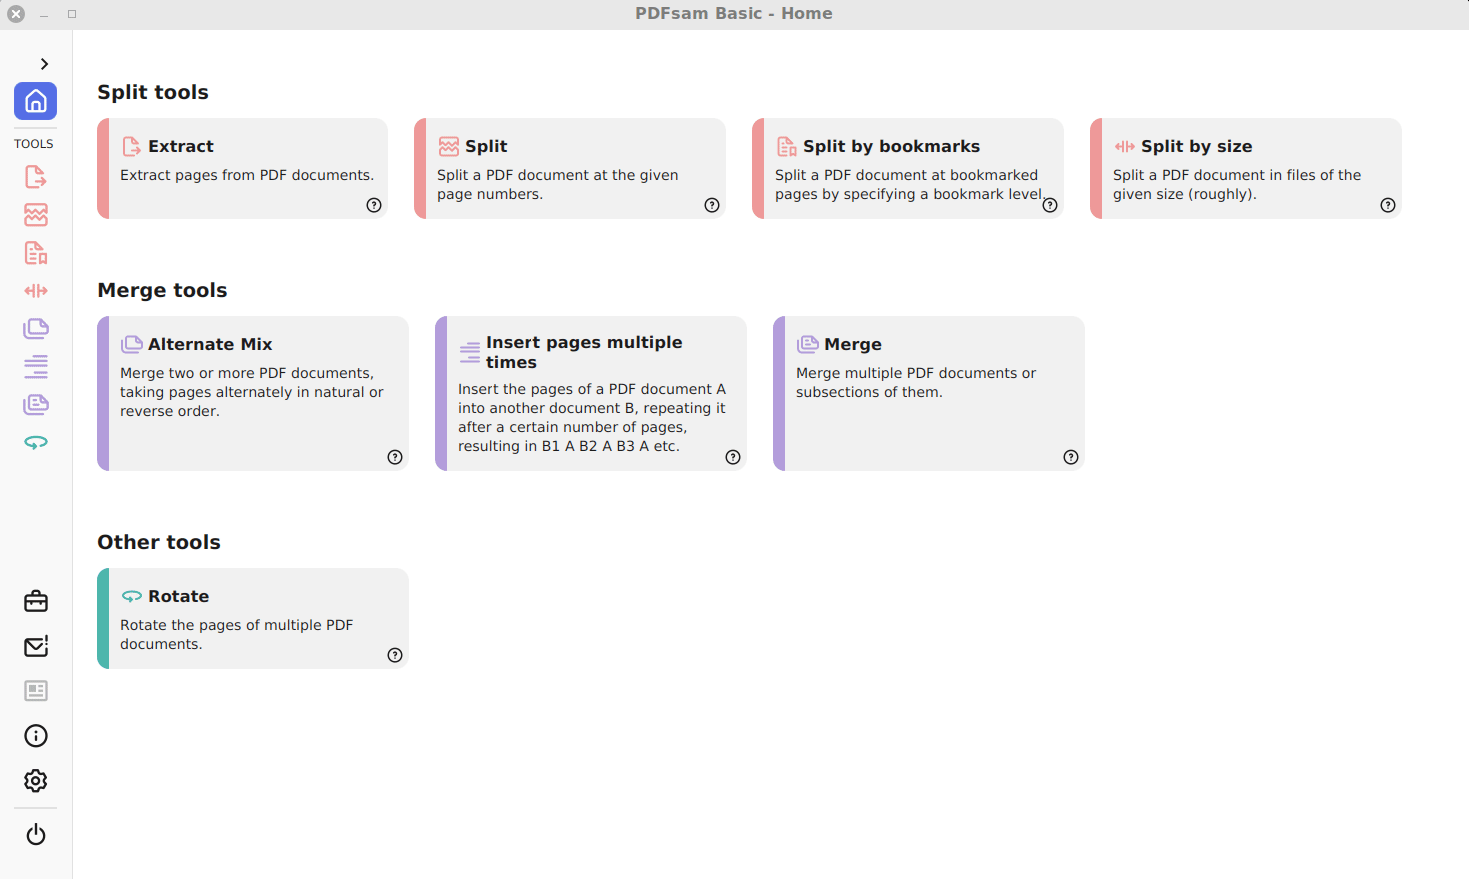 PDFsam Basic - Home
TOOLS
Split tools
Extract
Extract pages from PDF documents.
Split
Split a PDF document at the given
page numbers.
Split by bookmarks
Split a PDF document at bookmarked
pages by specifying a bookmark level.
Split by size
Split a PDF document in files of the
given size (roughly).
Merge tools
Alternate Mix
Merge two or more PDF documents,
taking pages alternately in natural or
reverse order.
Insert pages multiple
times
Insert the pages of a PDF document A
into another document B, repeating it
after a certain number of pages,
resulting in B1 A B2 A B3 A etc.
Merge
Merge multiple PDF documents or
subsections of them.
Other tools
Rotate
Rotate the pages of multiple PDF
documents.